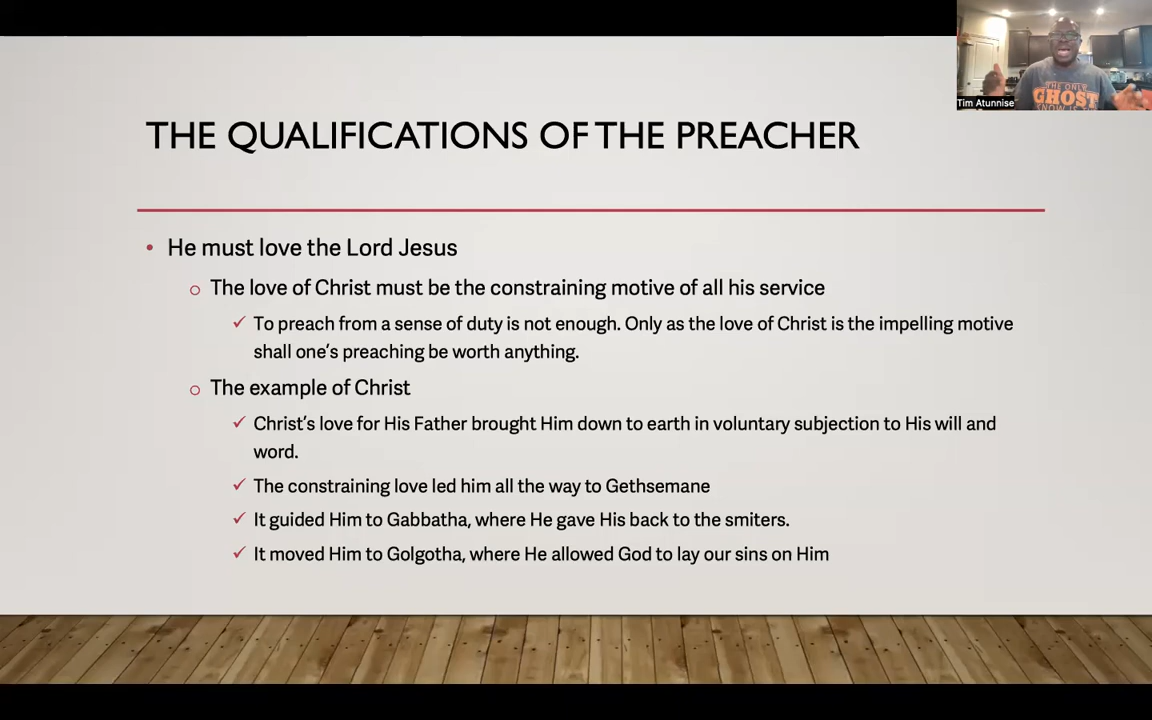 THE ONLY
GHOST
Tim Atunnise
THE QUALIFICATIONS OF THE PREACHER
• He must love the Lord Jesus
o The love of Christ must be the constraining motive of all his service
✓ To preach from a sense of duty is not enough. Only as the love of Christ is the impelling motive
shall one's preaching be worth anything.
o The example of Christ
✓ Christ's love for His Father brought Him down to earth in voluntary subjection to His will and
word.
✓ The constraining love led him all the way to Gethsemane
✓ It guided Him to Gabbatha, where He gave His back to the smiters.
✓ It moved Him to Golgotha, where He allowed God to lay our sins on Him